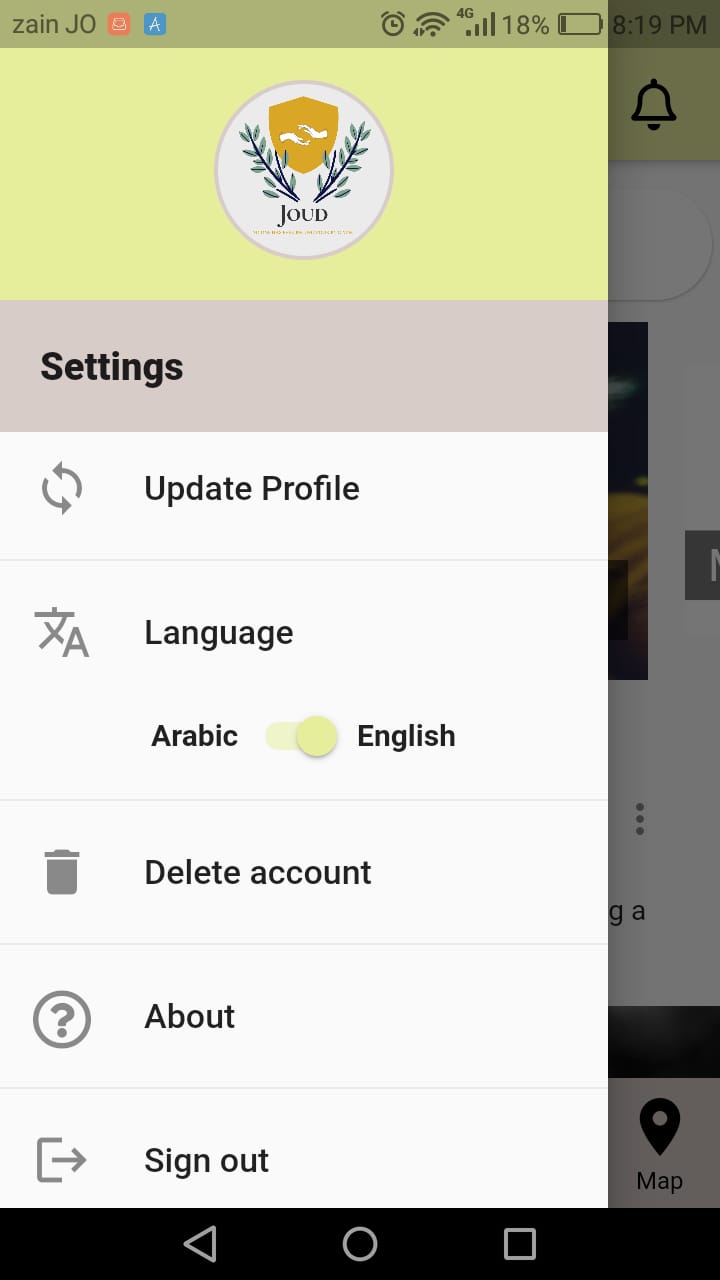 zain JO
4G
18%
8:19 PM
JOUD
Settings
Update Profile
Language
Arabic
English
Delete account
g a
About
Sign out
Map